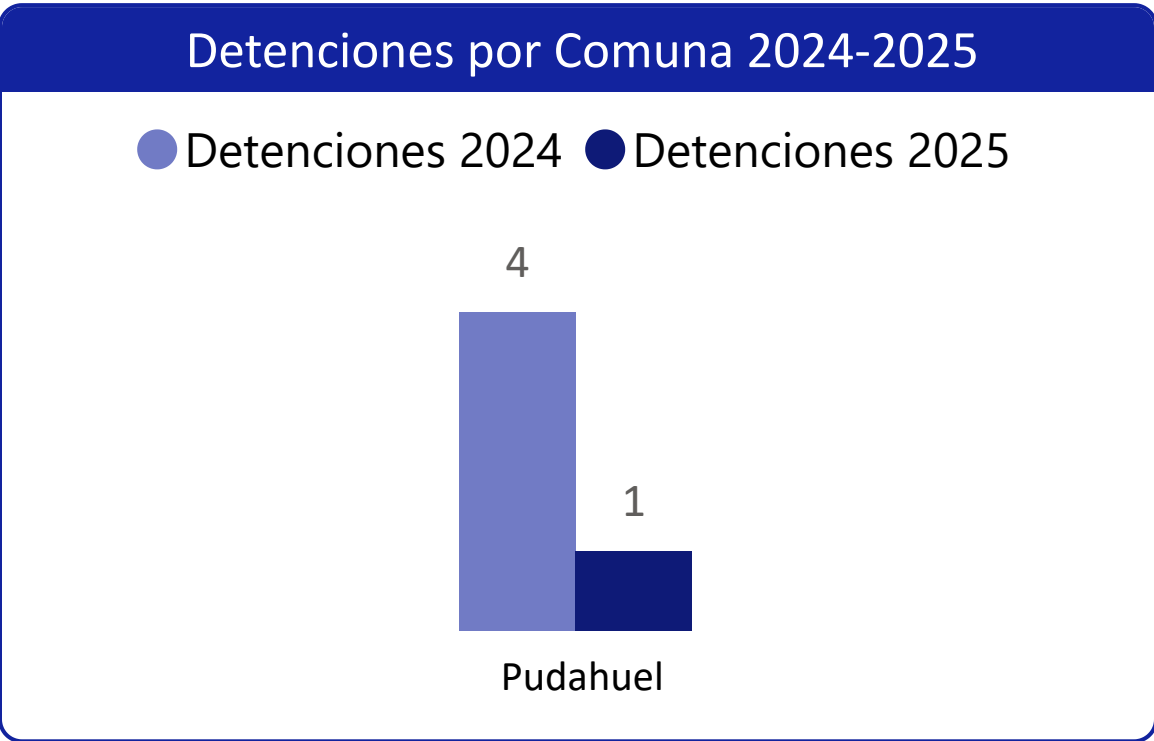 Detenciones por Comuna 2024-2025
Detenciones 2024 Detenciones 2025
4
1
Pudahuel